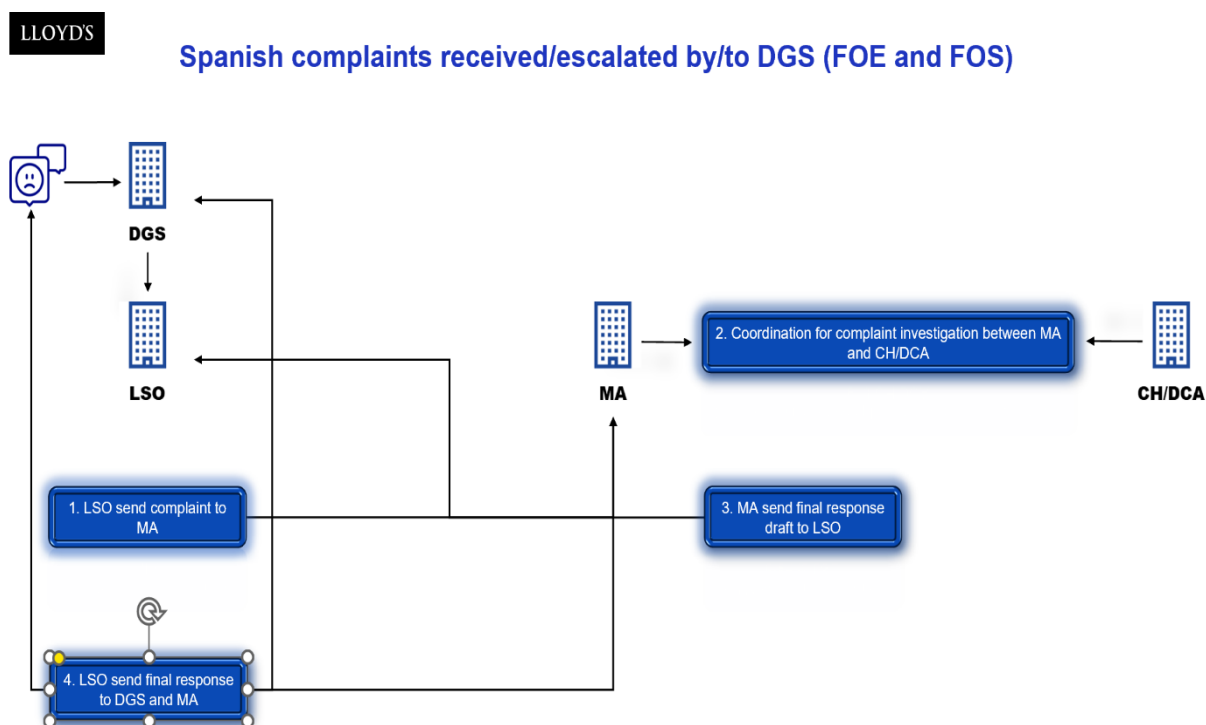 LLOYD'S
Spanish complaints received/escalated by/to DGS (FOE and FOS)
DGS
LSO
MA
2. Coordination for complaint investigation between MA
and CH/DCA
CH/DCA
1. LSO send complaint to
MA
3. MA send final response
draft to LSO
4. LSO send final response
to DGS and MA